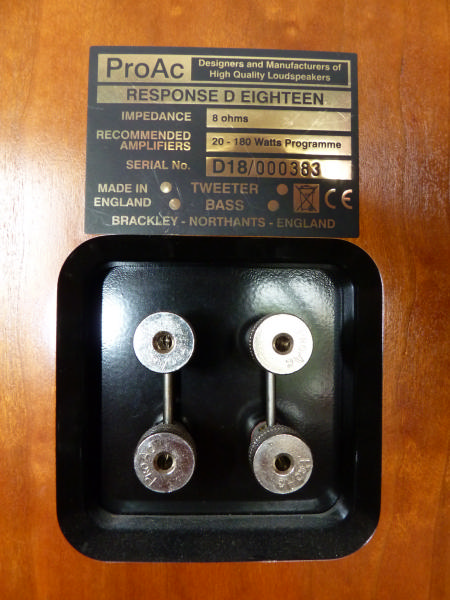 ProAc
Designers and Manufacturers of
High Quality Loudspeakers
RESPONSE D EIGHTEEN
IMPEDANCE 8 ohms
RECOMMENDED
AMPLIFIERS 20 - 180 Watts Programme
SERIAL No. D18/000383
MADE IN
ENGLAND
TWEETER
BASS
CE
BRACKLEY - NORTHANTS - ENGLAND